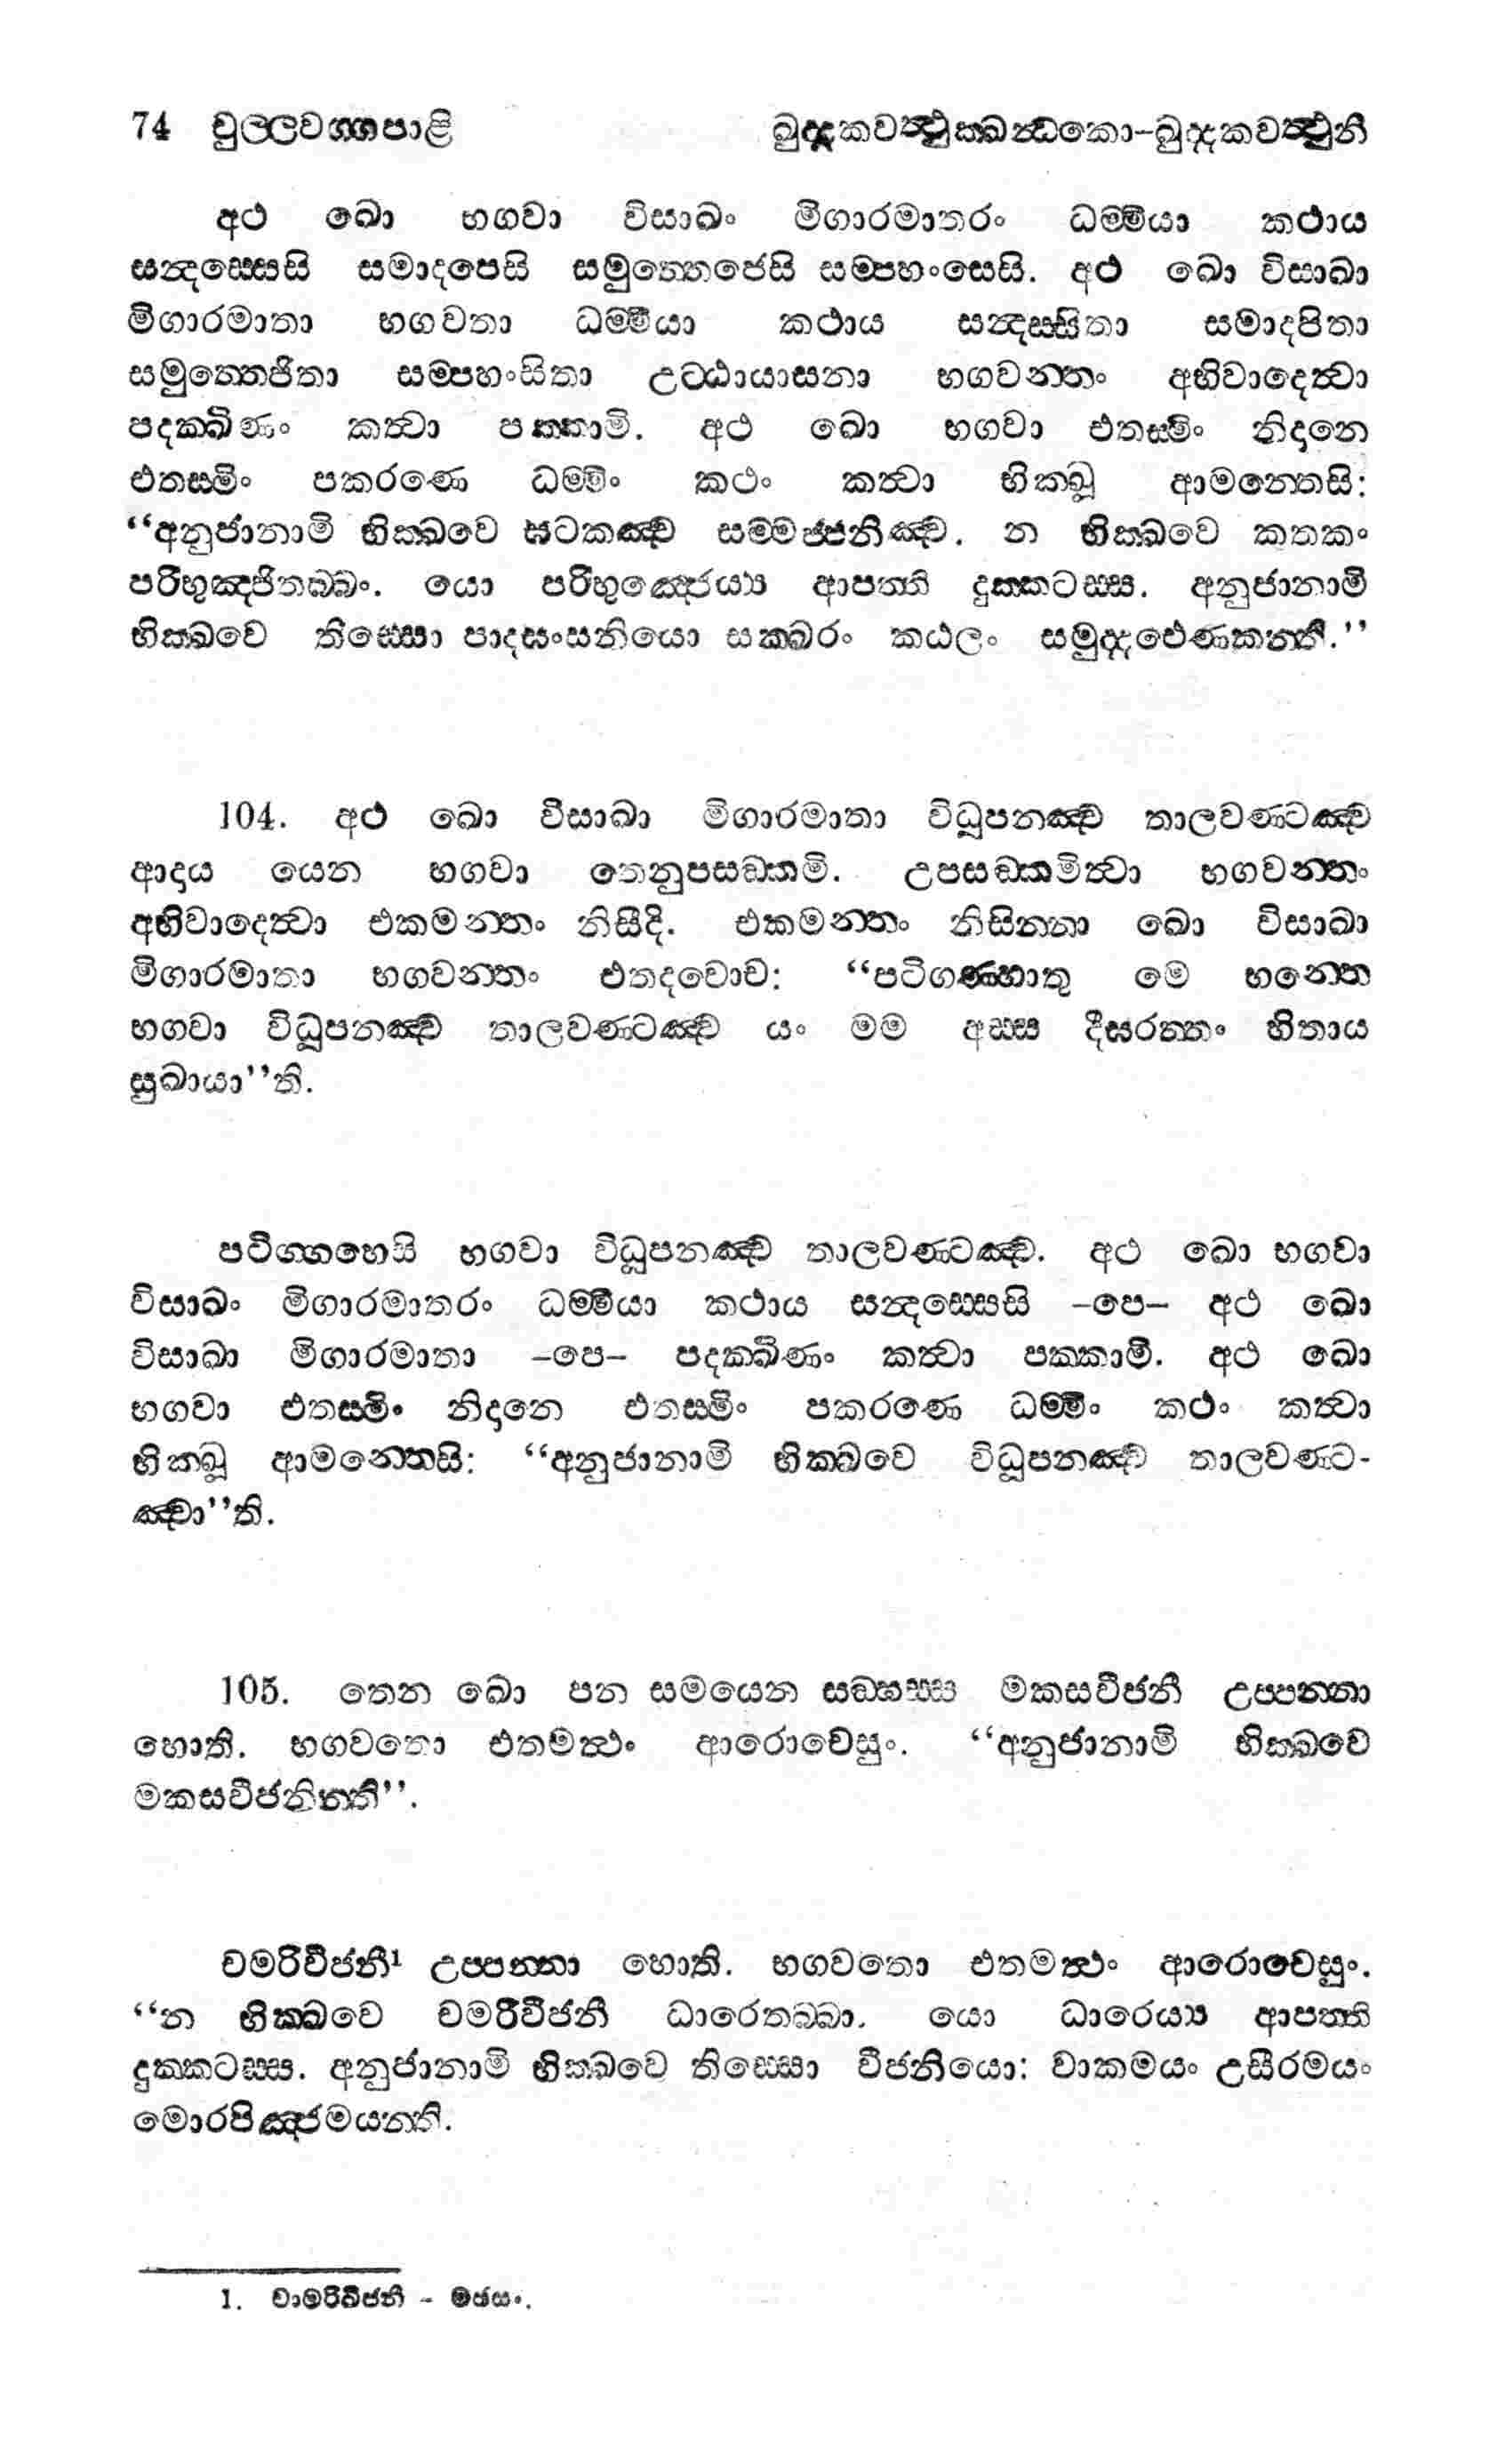 74 චුල්ලවග්ගපාළි ඛුද්දකවත්ථුක්ඛන්ධකො-ඛුද්දකවත්ථුනි
අථ ඛො භගවා විසාඛං මිගාරමාතරං ධම්මියා කථාය
සන්දස්සෙසි සමාදපෙසි සමුත්තෙජෙසි සම්පහංසෙසි. අථ ඛො විසාඛා
මිගාරමාතා භගවතා ධම්මියා කථාය සන්දස්සිතා සමාදපිතා
සමුත්තෙජිතා සම්පහංසිතා උට්ඨායාසනා භගවන්තං අභිවාදෙත්වා
පදක්ඛිණං කත්වා පක්කාමි. අථ ඛො භගවා එතස්මිං නිදානෙ
එතස්මිං පකරණෙ ධම්මිං කථං කත්වා භික්ඛූ ආමන්තෙසි:
“අනුජානාමි භික්ඛවෙ ඝටකඤ්ච සම්මජ්ජනිඤ්ච. න භික්ඛවෙ කතකං
පරිභුඤ්ජිතබ්බං. යො පරිභුඤ්ජෙය්‍ය ආපත්ති දුක්කටස්ස. අනුජානාමි
භික්ඛවෙ තිස්සො පාදඝංසනියො සක්ඛරං කඨලං සමුද්දඵෙණකන්ති.”
104. අථ ඛො විසාඛා මිගාරමාතා විධූපනඤ්ච තාලවණ්ටඤ්ච
ආදාය යෙන භගවා තෙනුපසඞ්කමි. උපසඞ්කමිත්වා භගවන්තං
අභිවාදෙත්වා එකමන්තං නිසීදි. එකමන්තං නිසින්නා ඛො විසාඛා
මිගාරමාතා භගවන්තං එතදවොච: “පටිගණ්හාතු මෙ භන්තෙ
භගවා විධූපනඤ්ච තාලවණ්ටඤ්ච යං මම අස්ස දීඝරත්තං හිතාය
සුඛායා”ති.
පටිග්ගහෙසි භගවා විධූපනඤ්ච තාලවණ්ටඤ්ච. අථ ඛො භගවා
විසාඛං මිගාරමාතරං ධම්මියා කථාය සන්දස්සෙසි –පෙ– අථ ඛො
විසාඛා මිගාරමාතා –පෙ– පදක්ඛිණං කත්වා පක්කාමි. අථ ඛො
භගවා එතස්මිං නිදානෙ එතස්මිං පකරණෙ ධම්මිං කථං කත්වා
භික්ඛූ ආමන්තෙසි: “අනුජානාමි භික්ඛවෙ විධූපනඤ්ච තාලවණ්ට-
ඤ්චා”ති.
105. තෙන ඛො පන සමයෙන සඞ්ඝස්ස මකසවීජනී උප්පන්නා
හොති. භගවතො එතමත්ථං ආරොචෙසුං. “අනුජානාමි භික්ඛවෙ
මකසවීජනින්ති”.
චමරිවීජනී¹ උප්පන්නා හොති. භගවතො එතමත්ථං ආරොචෙසුං.
“න භික්ඛවෙ චමරිවීජනී ධාරෙතබ්බා. යො ධාරෙය්‍ය ආපත්ති
දුක්කටස්ස. අනුජානාමි භික්ඛවෙ තිස්සො වීජනියො: වාකමයං උසීරමයං
මොරපිඤ්ජමයන්ති.
1. චාමරිවීජනී - මඡසං.